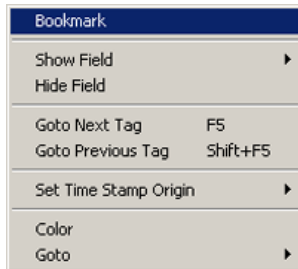 Bookmark
Show Field
Hide Field
Goto Next Tag F5
Goto Previous Tag Shift+F5
Set Time Stamp Origin
Color
Goto